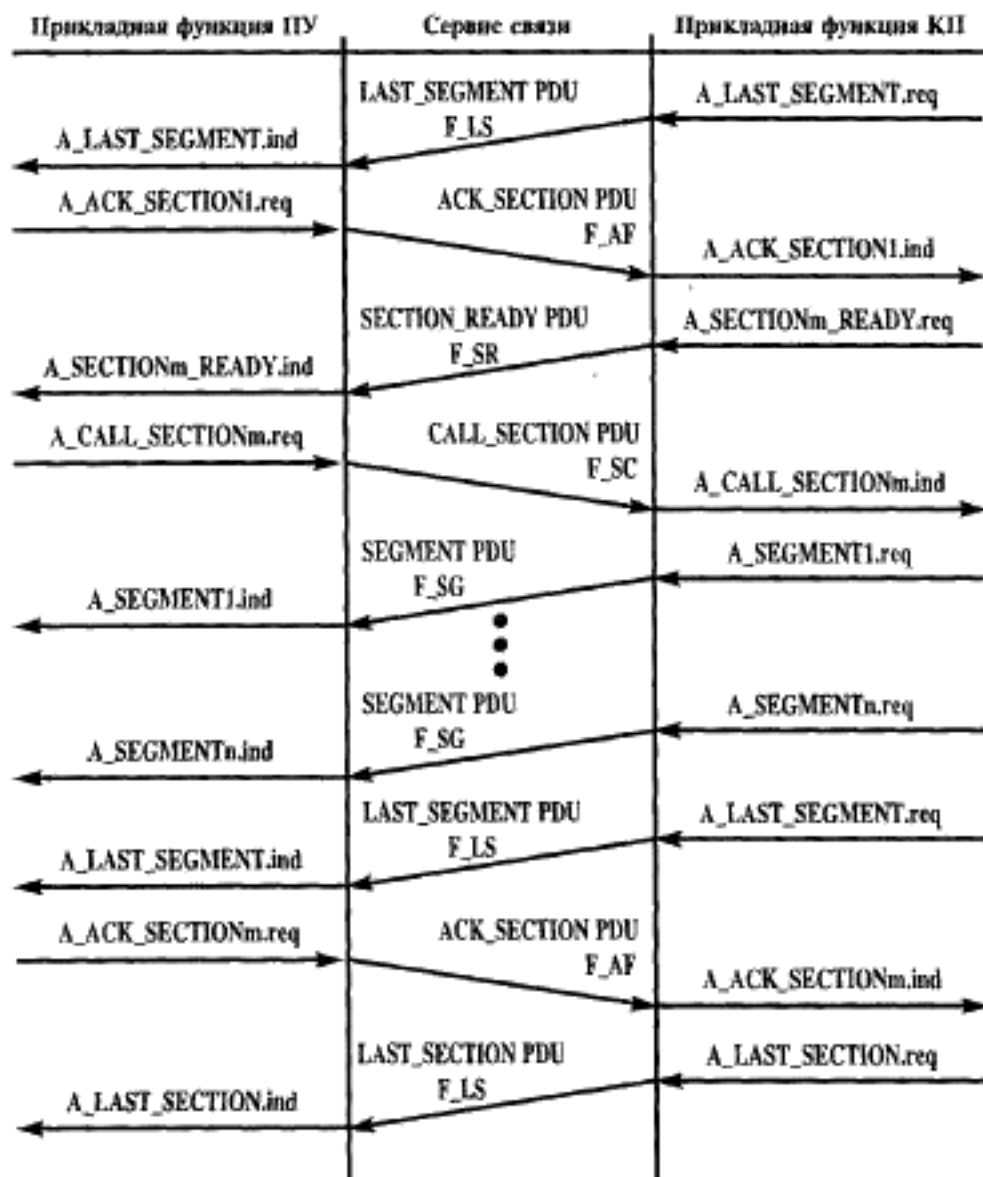 Прикладная функция ПУ
Сервис связи
Прикладная функция КП
LAST_SEGMENT PDU
F_LS
A_LAST_SEGMENT.req
A_LAST_SEGMENT.ind
A_ACK_SECTION1.req
ACK_SECTION PDU
F_AF
A_ACK_SECTION1.ind
SECTION_READY PDU
F_SR
A_SECTIONm_READY.req
A_SECTIONm_READY.ind
A_CALL_SECTIONm.req
CALL_SECTION PDU
F_SC
A_CALL_SECTIONm.ind
SEGMENT PDU
F_SG
A_SEGMENT1.req
A_SEGMENT1.ind
SEGMENT PDU
F_SG
A_SEGMENTn.req
A_SEGMENTn.ind
LAST_SEGMENT PDU
F_LS
A_LAST_SEGMENT.req
A_LAST_SEGMENT.ind
A_ACK_SECTIONm.req
ACK_SECTION PDU
F_AF
A_ACK_SECTIONm.ind
LAST_SECTION PDU
F_LS
A_LAST_SECTION.req
A_LAST_SECTION.ind